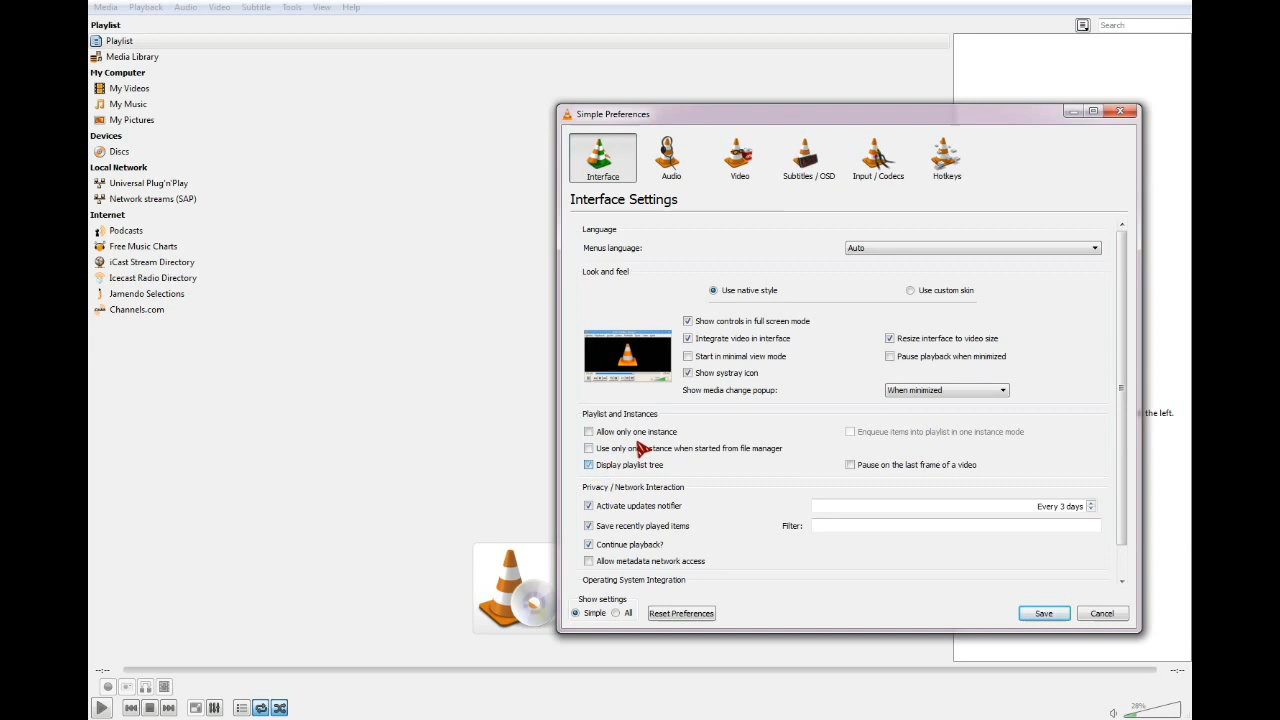 Media Playback Audio Video Subtitle Tools View Help
Playlist
Search
Playlist
Media Library
My Computer
My Videos
My Music
My Pictures
Devices
Discs
Local Network
Universal Plug'n'Play
Network streams (SAP)
Internet
Podcasts
Free Music Charts
iCast Stream Directory
Icecast Radio Directory
Jamendo Selections
Channels.com
Simple Preferences
Interface Audio Video Subtitles / OSD Input / Codecs Hotkeys
Interface Settings
Language
Menus language: Auto
Look and feel
Use native style Use custom skin
Show controls in full screen mode
Integrate video in interface Resize interface to video size
Start in minimal view mode Pause playback when minimized
Show systray icon
Show media change popup: When minimized
Playlist and Instances
the left.
Allow only one instance Enqueue items into playlist in one instance mode
Use only when started from file manager
Display playlist tree Pause on the last frame of a video
Privacy / Network Interaction
Activate updates notifier Every 3 days
Save recently played items Filter:
Continue playback?
Allow metadata network access
Operating System Integration
Show settings
Simple All Reset Preferences Save Cancel
--:-- --:--
28%